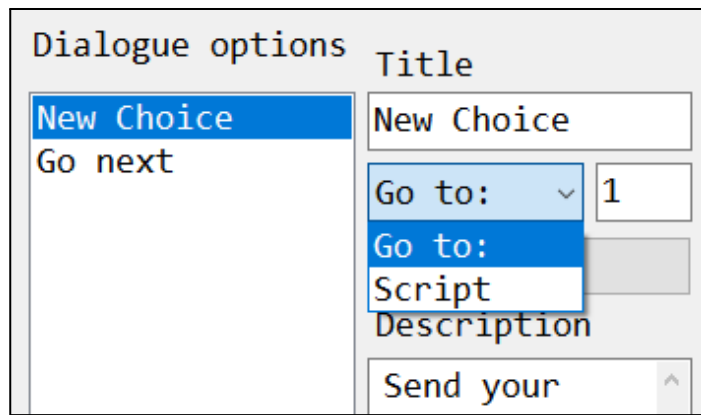 Dialogue options
New Choice
Go next
Title
New Choice
Go to:
1
Go to:
Script
Description
Send your